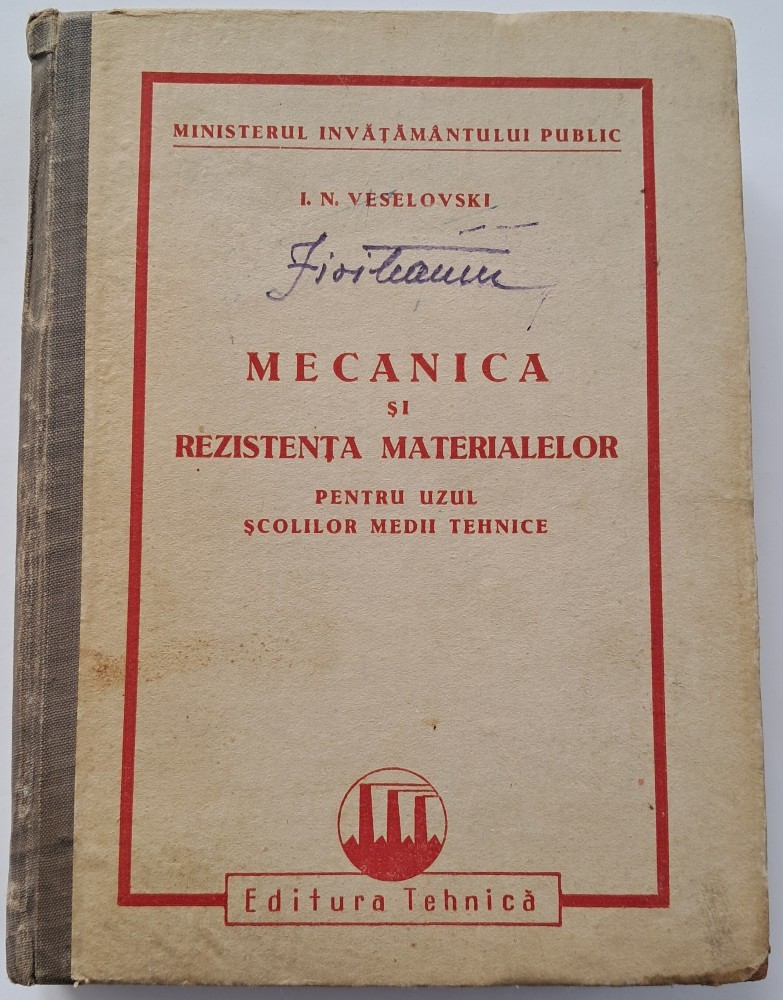 MINISTERUL INVĂŢĂMÂNTULUI PUBLIC
I. N. VESELOVSKI
MECANICA
ŞI
REZISTENŢA MATERIALELOR
PENTRU UZUL
ŞCOLILOR MEDII TEHNICE
Editura Tehnică